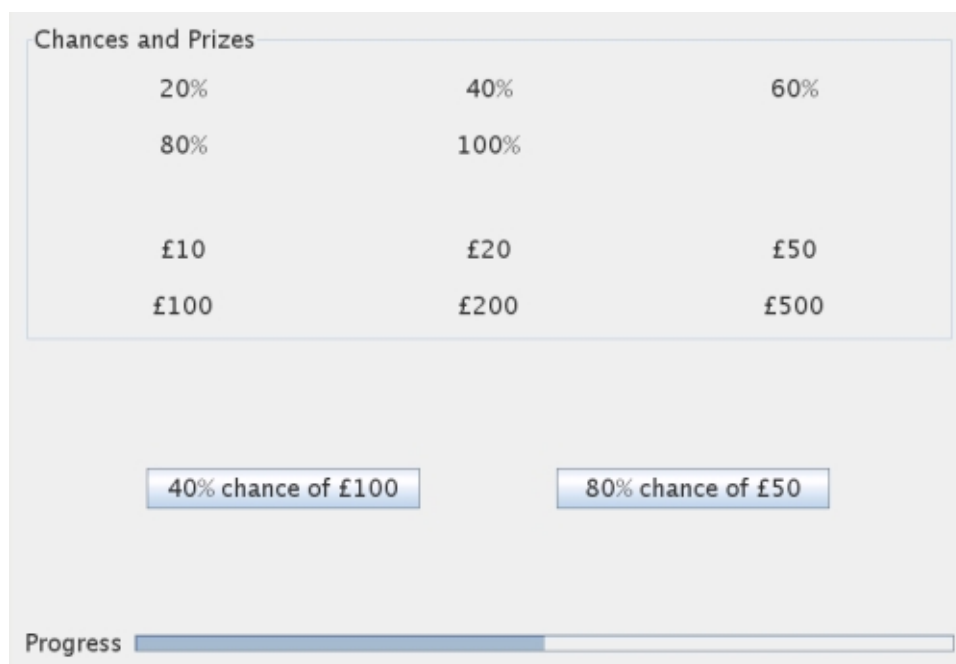 Chances and Prizes
20% 40% 60%
80% 100%
£10 £20 £50
£100 £200 £500
40% chance of £100 80% chance of £50
Progress